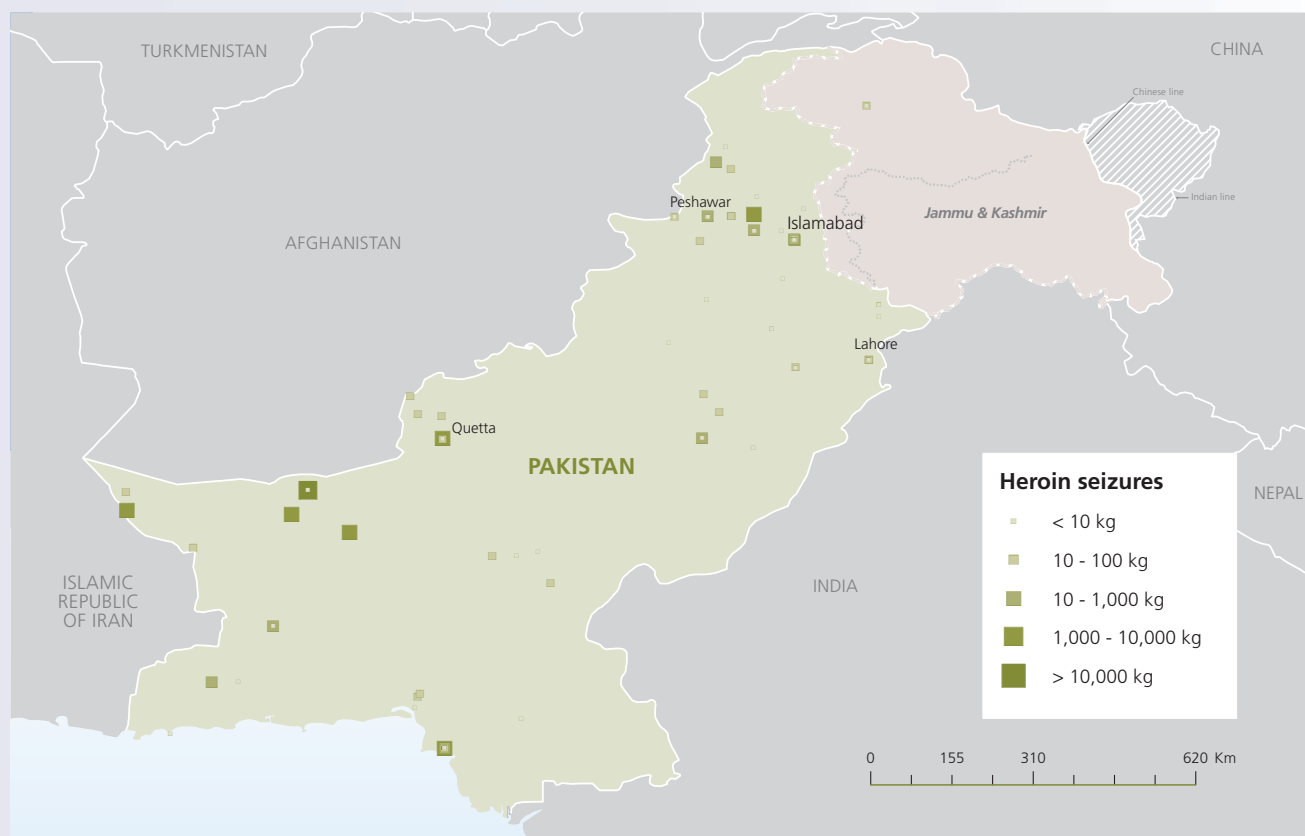 TURKMENISTAN
CHINA
Chinese line
Indian line
Peshawar
Islamabad
Jammu & Kashmir
AFGHANISTAN
Lahore
Quetta
PAKISTAN
NEPAL
ISLAMIC
REPUBLIC
OF IRAN
INDIA
Heroin seizures
< 10 kg
10 - 100 kg
10 - 1,000 kg
1,000 - 10,000 kg
> 10,000 kg
0 155 310 620 Km